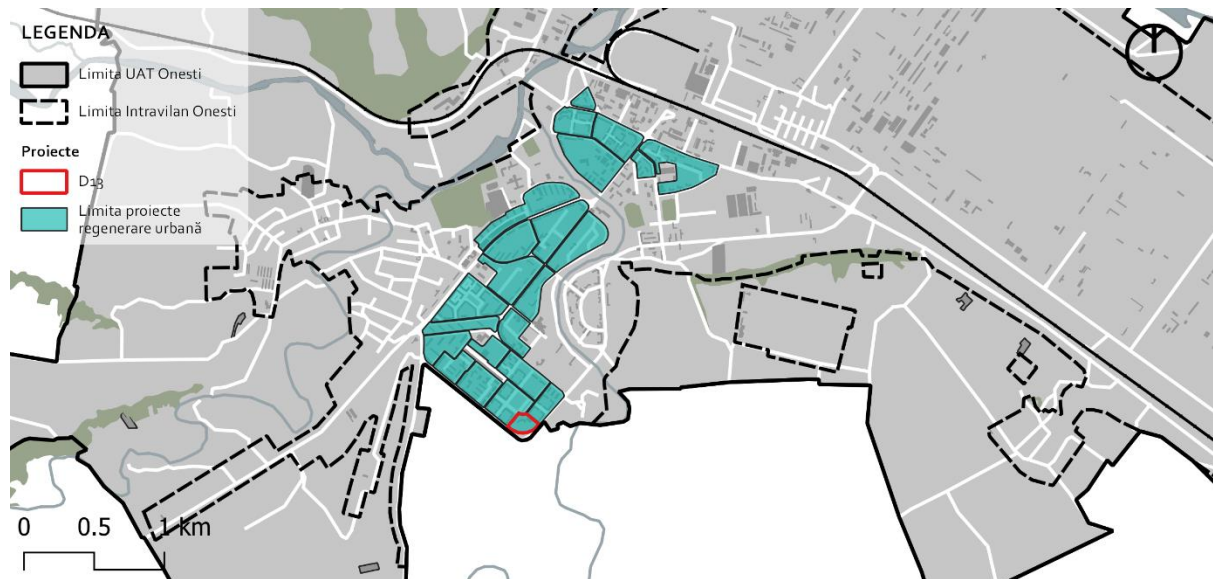 LEGENDA
Limita UAT Onesti
Limita Intravilan Onesti
Proiecte
D13
Limita proiecte
regenerare urbană
0 0.5 1 km